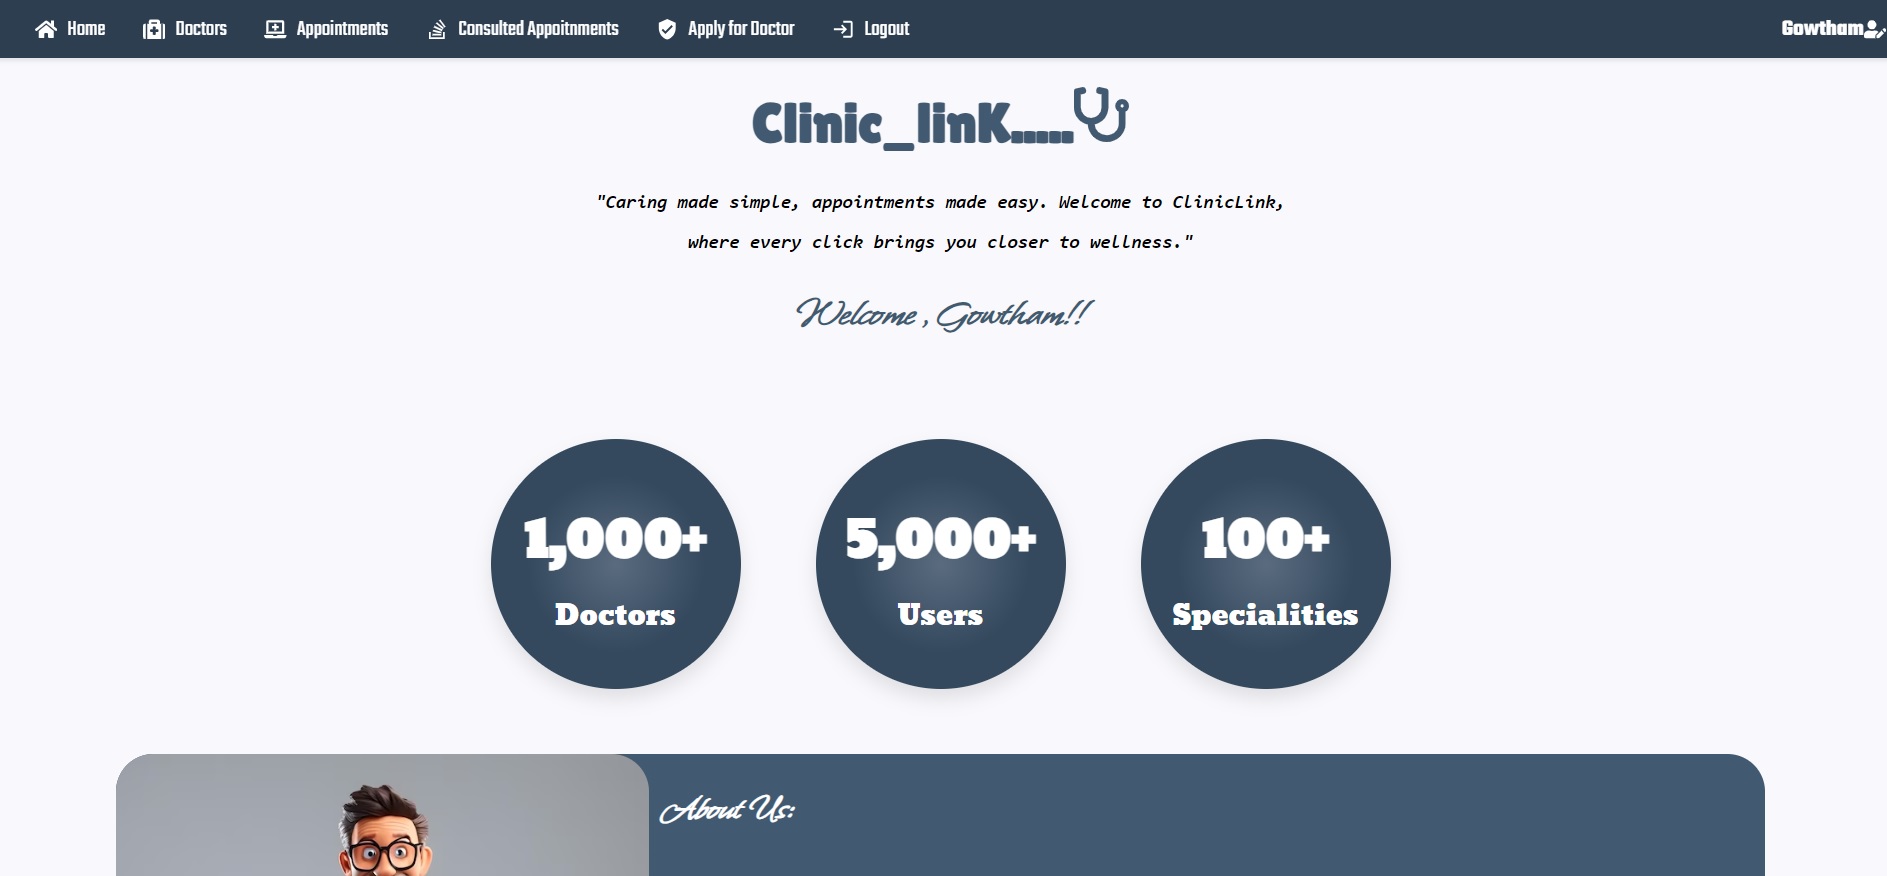 Home Doctors Appointments Consulted Appoitnments Apply for Doctor Logout Gowtham
Clinic_linK.....
"Caring made simple, appointments made easy. Welcome to ClinicLink,
where every click brings you closer to wellness."
Welcome , Gowtham!!
1,000+ 5,000+ 100+
Doctors Users Specialities
About Us: